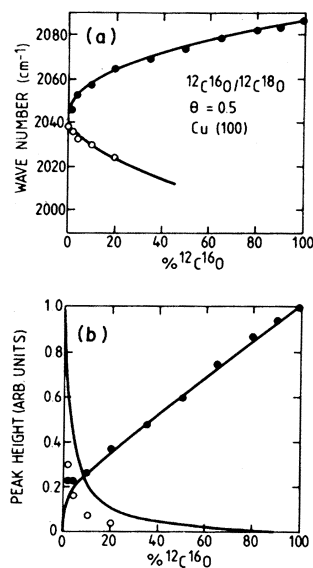 (a)
WAVE NUMBER (cm⁻¹)
2080
2060
2040
2020
2000
¹²C¹⁶O/¹²C¹⁸O
θ = 0.5
Cu (100)
0 20 40 60 80 100
% ¹²C¹⁶O
(b)
PEAK HEIGHT (ARB. UNITS)
1.0
0.8
0.6
0.4
0.2
0
0 20 40 60 80 100
% ¹²C¹⁶O